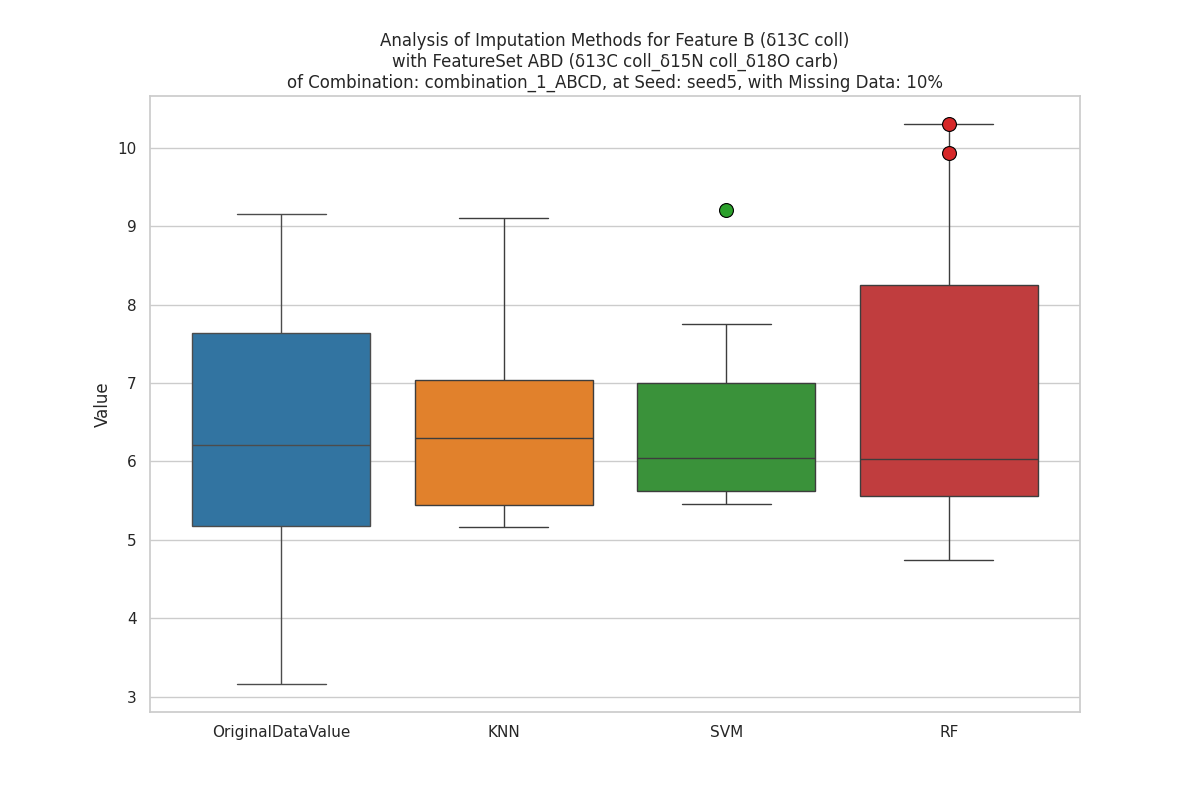 Analysis of Imputation Methods for Feature B (δ13C coll)
with FeatureSet ABD (δ13C coll_δ15N coll_δ18O carb)
of Combination: combination_1_ABCD, at Seed: seed5, with Missing Data: 10%
10
9
8
7
6
5
4
3
Value
OriginalDataValue KNN SVM RF